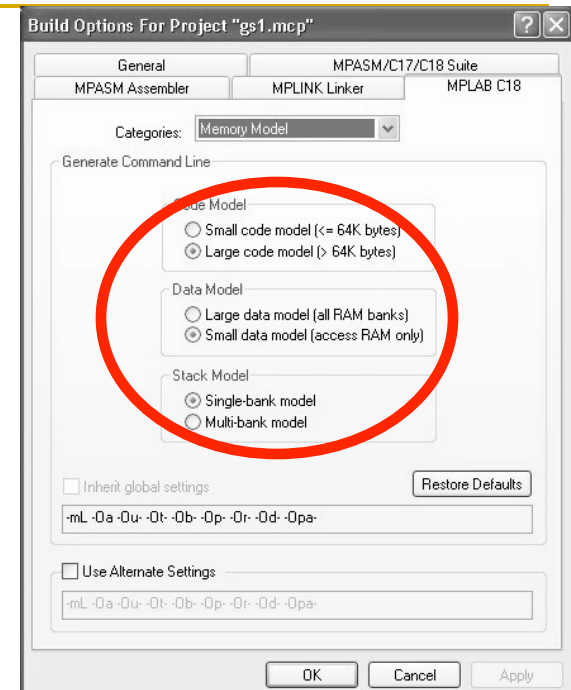 Build Options For Project "gs1.mcp"
General
MPASM/C17/C18 Suite
MPASM Assembler
MPLINK Linker
MPLAB C18
Categories: Memory Model
Generate Command Line
Code Model
Small code model (<= 64K bytes)
Large code model (> 64K bytes)
Data Model
Large data model (all RAM banks)
Small data model (access RAM only)
Stack Model
Single-bank model
Multi-bank model
Inherit global settings
Restore Defaults
-mL -Oa -Ou- -Ot- -Ob- -Op- -Or- -Od- -Opa-
Use Alternate Settings
-mL -Oa -Ou- -Ot- -Ob- -Op- -Or- -Od- -Opa-
OK Cancel Apply